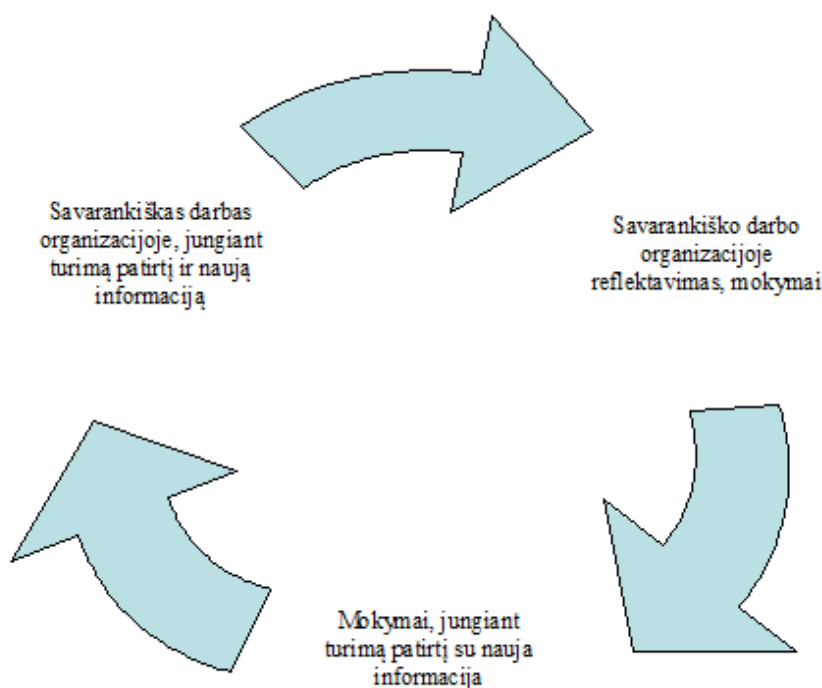 Savarankiškas darbas
organizacijoje, jungiant
turimą patirtį ir naują
informaciją
Savarankiško darbo
organizacijoje
reflektavimas, mokymai
Mokymai, jungiant
turimą patirtį su nauja
informacija